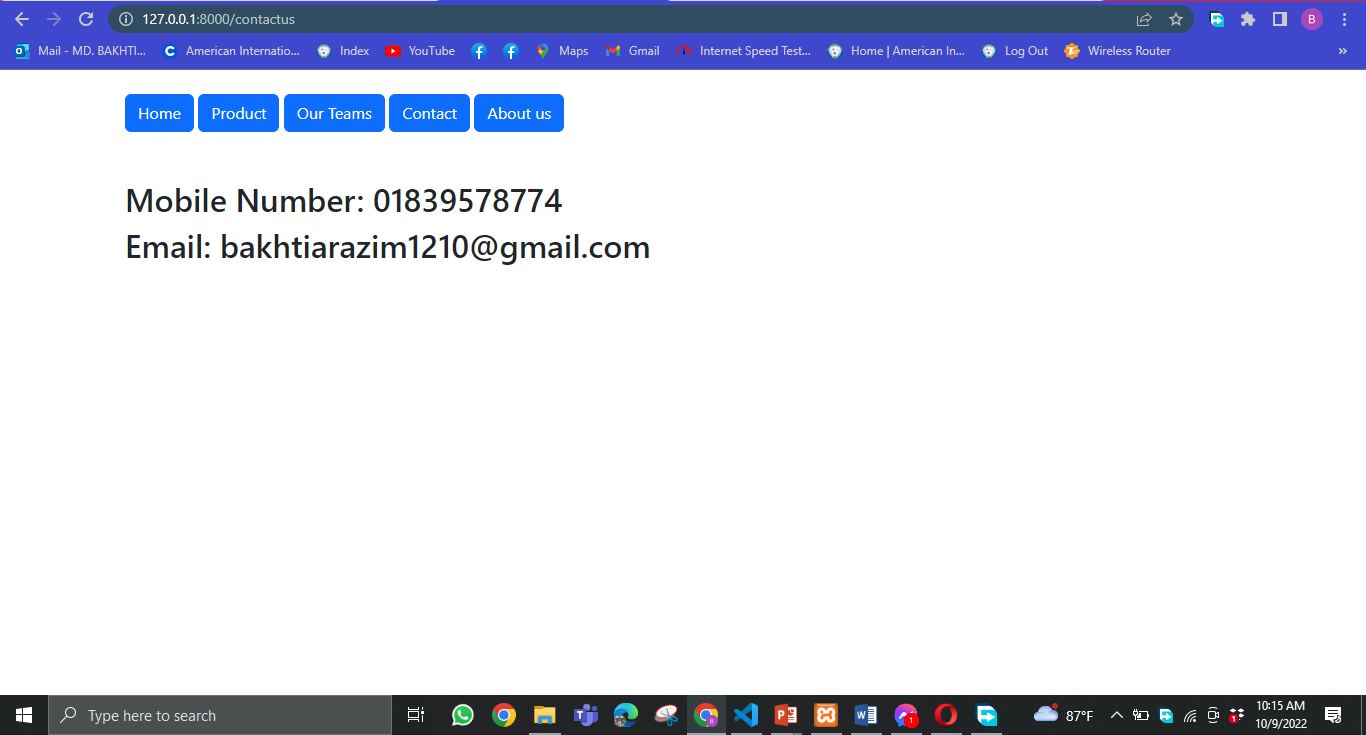 127.0.0.1:8000/contactus
B
Mail - MD. BAKHTI... American Internatio... Index YouTube Maps Gmail Internet Speed Test... Home | American In... Log Out Wireless Router »
Home Product Our Teams Contact About us
Mobile Number: 01839578774
Email: bakhtiarazim1210@gmail.com
Type here to search
87°F
10:15 AM
10/9/2022